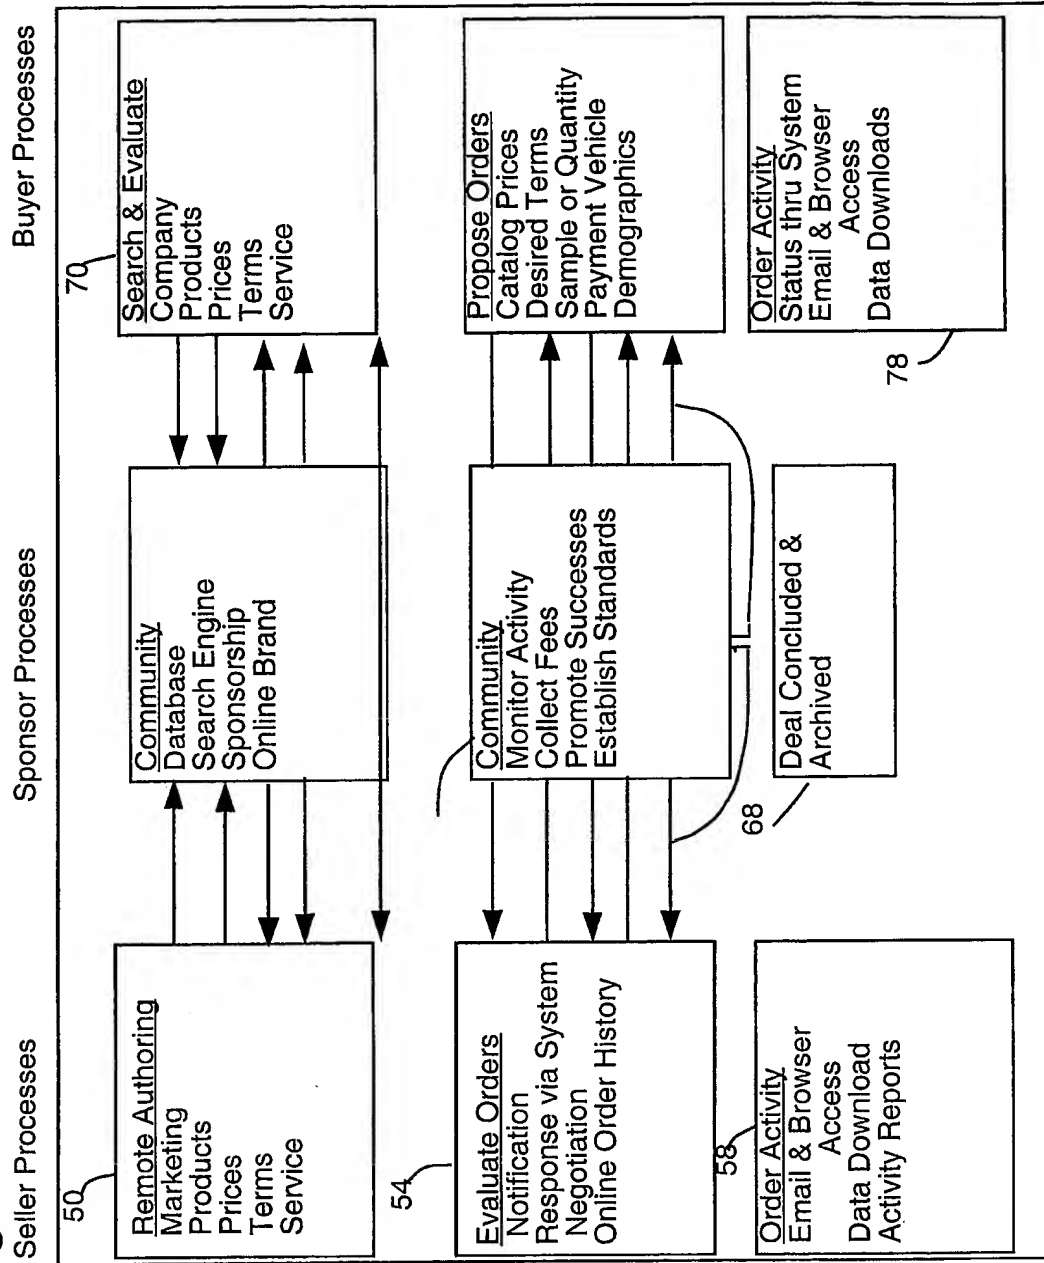 Seller Processes
Sponsor Processes
Buyer Processes
50
Remote Authoring
Marketing
Products
Prices
Terms
Service
Community
Database
Search Engine
Sponsorship
Online Brand
70
Search & Evaluate
Company
Products
Prices
Terms
Service
54
Evaluate Orders
Notification
Response via System
Negotiation
Online Order History
Community
Monitor Activity
Collect Fees
Promote Successes
Establish Standards
Propose Orders
Catalog Prices
Desired Terms
Sample or Quantity
Payment Vehicle
Demographics
58
Order Activity
Email & Browser
Access
Data Download
Activity Reports
68
Deal Concluded &
Archived
78
Order Activity
Status thru System
Email & Browser
Access
Data Downloads